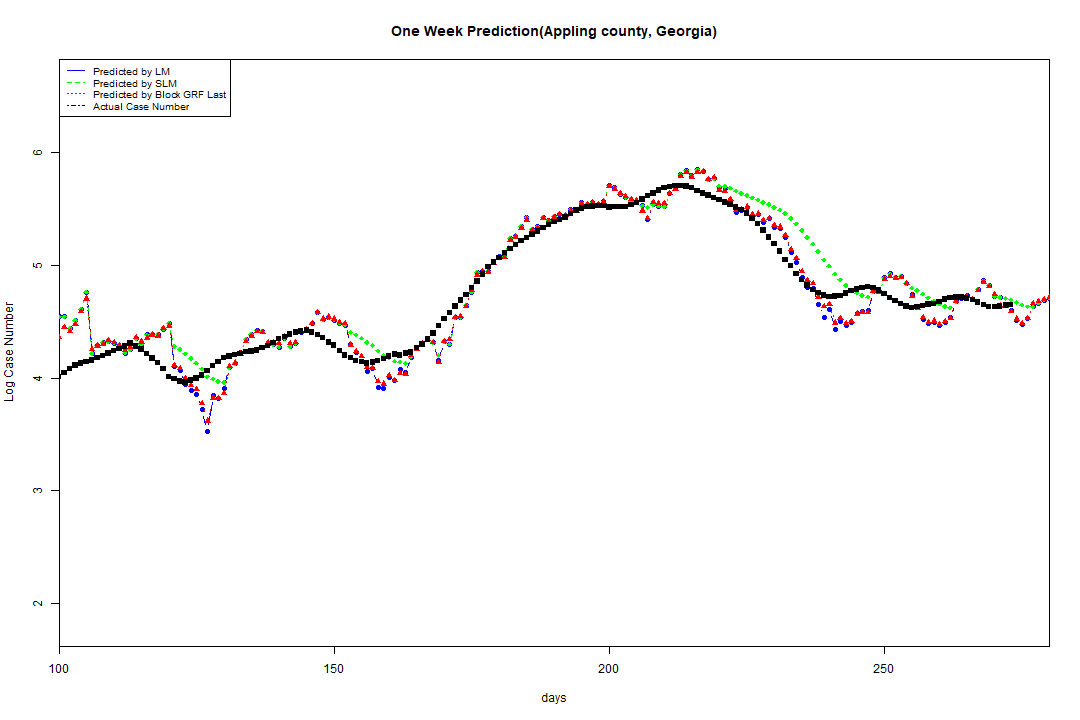 One Week Prediction(Appling county, Georgia)
Predicted by LM
Predicted by SLM
Predicted by Block GRF Last
Actual Case Number
6
5
4
3
2
Log Case Number
100 150 200 250
days